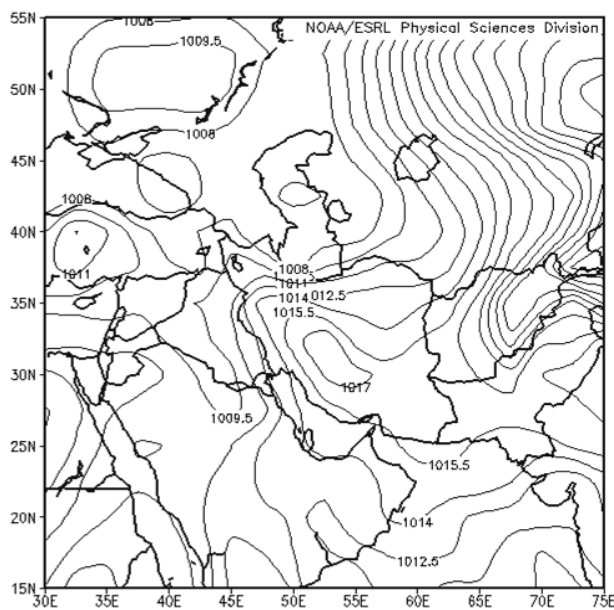 55N 1008 NOAA/ESRL Physical Sciences Division
1009.5
50N
1008
45N
1008
40N
1011 1008
1011
35N 1014 012.5
1015.5
30N 1017
1009.5
25N 1015.5
20N 1014
1012.5
15N
30E 35E 40E 45E 50E 55E 60E 65E 70E 75E